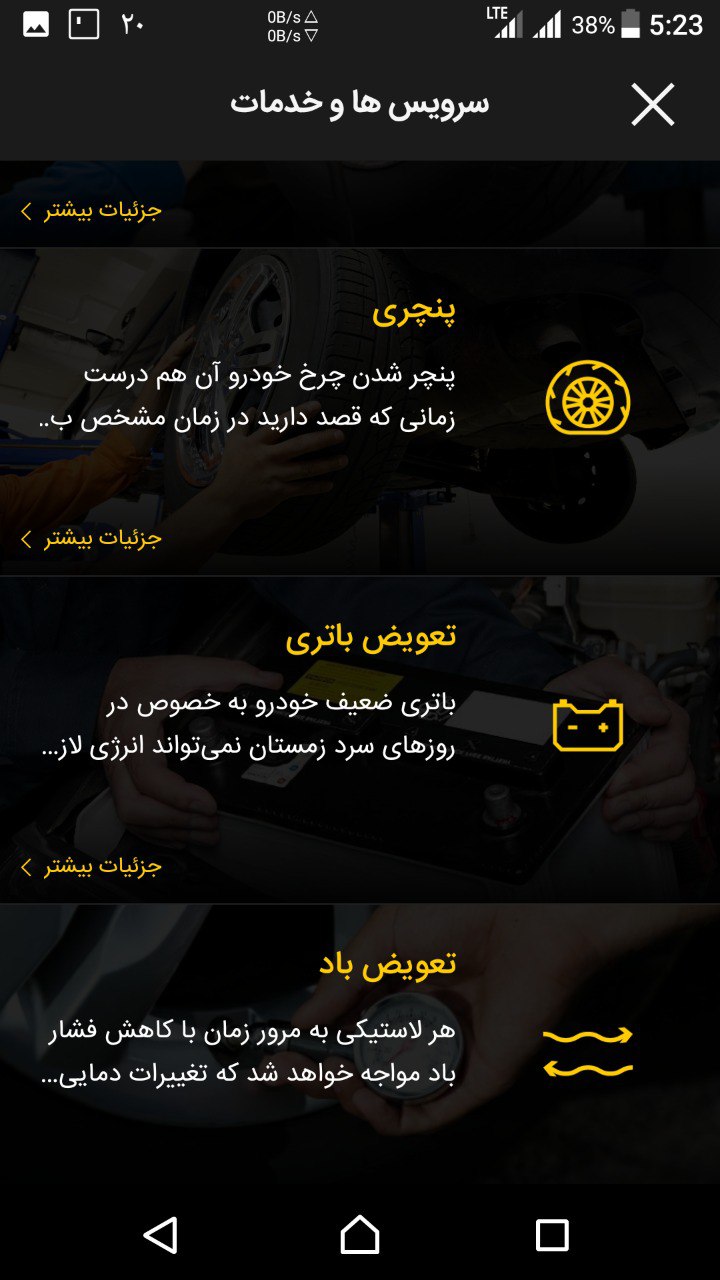 ۲۰
0B/s △
0B/s ▽
LTE
38%
5:23
سرویس ها و خدمات
جزئیات بیشتر
پنچری
پنچر شدن چرخ خودرو آن هم درست
زمانی که قصد دارید در زمان مشخص ب..
جزئیات بیشتر
تعویض باتری
باتری ضعیف خودرو به خصوص در
روزهای سرد زمستان نمی‌تواند انرژی لاز...
جزئیات بیشتر
تعویض باد
هر لاستیکی به مرور زمان با کاهش فشار
باد مواجه خواهد شد که تغییرات دمایی...